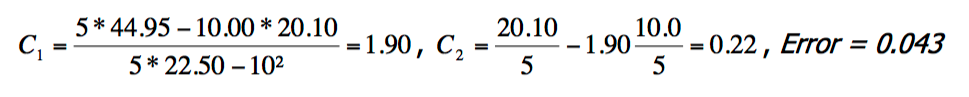 C₁ = (5 * 44.95 – 10.00 * 20.10) / (5 * 22.50 – 10²) = 1.90 , C₂ = 20.10 / 5 – 1.90 10.0 / 5 = 0.22 , Error = 0.043